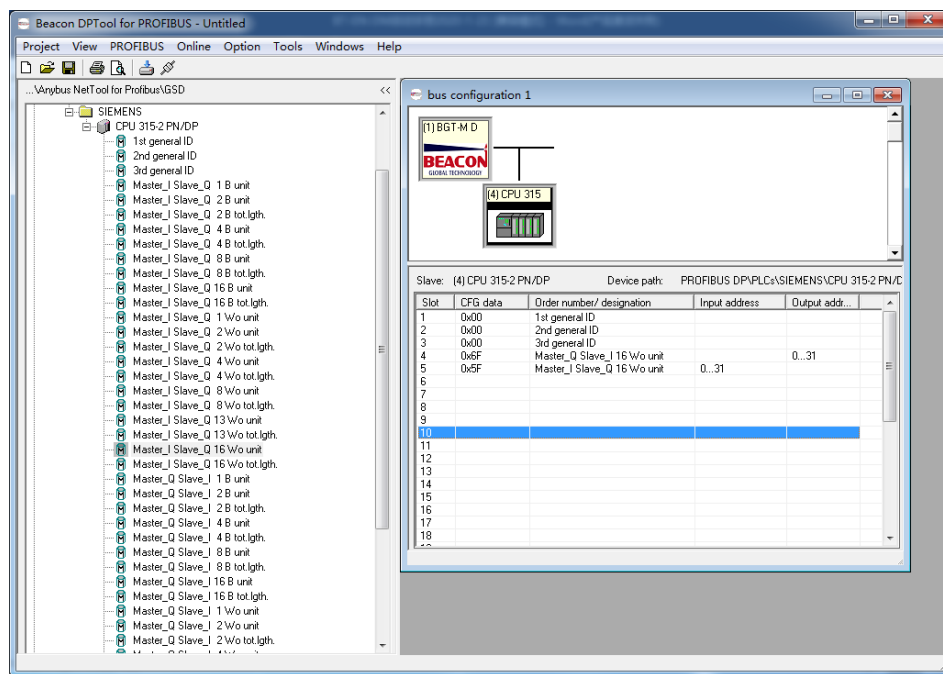 Beacon DPTool for PROFIBUS - Untitled
Project View PROFIBUS Online Option Tools Windows Help
...\Anybus NetTool for Profibus\GSD <<
SIEMENS
CPU 315-2 PN/DP
1st general ID
2nd general ID
3rd general ID
Master_I Slave_Q 1 B unit
Master_I Slave_Q 2 B unit
Master_I Slave_Q 2 B tot.lgth.
Master_I Slave_Q 4 B unit
Master_I Slave_Q 4 B tot.lgth.
Master_I Slave_Q 8 B unit
Master_I Slave_Q 8 B tot.lgth.
Master_I Slave_Q 16 B unit
Master_I Slave_Q 16 B tot.lgth.
Master_I Slave_Q 1 Wo unit
Master_I Slave_Q 2 Wo unit
Master_I Slave_Q 2 Wo tot.lgth.
Master_I Slave_Q 4 Wo unit
Master_I Slave_Q 4 Wo tot.lgth.
Master_I Slave_Q 8 Wo unit
Master_I Slave_Q 8 Wo tot.lgth.
Master_I Slave_Q 13 Wo unit
Master_I Slave_Q 13 Wo tot.lgth.
Master_I Slave_Q 16 Wo unit
Master_I Slave_Q 16 Wo tot.lgth.
Master_Q Slave_I 1 B unit
Master_Q Slave_I 2 B unit
Master_Q Slave_I 2 B tot.lgth.
Master_Q Slave_I 4 B unit
Master_Q Slave_I 4 B tot.lgth.
Master_Q Slave_I 8 B unit
Master_Q Slave_I 8 B tot.lgth.
Master_Q Slave_I 16 B unit
Master_Q Slave_I 16 B tot.lgth.
Master_Q Slave_I 1 Wo unit
Master_Q Slave_I 2 Wo unit
Master_Q Slave_I 2 Wo tot.lgth.
bus configuration 1
(1) BGT-M D
BEACON
GLOBAL TECHNOLOGY
(4) CPU 315
Slave: (4) CPU 315-2 PN/DP Device path: PROFIBUS DP\PLCs\SIEMENS\CPU 315-2 PN/D
Slot CFG data Order number/ designation Input address Output addr...
1 0x00 1st general ID
2 0x00 2nd general ID
3 0x00 3rd general ID
4 0x6F Master_Q Slave_I 16 Wo unit 0...31
5 0x5F Master_I Slave_Q 16 Wo unit 0...31
6
7
8
9
10
11
12
13
14
15
16
17
18